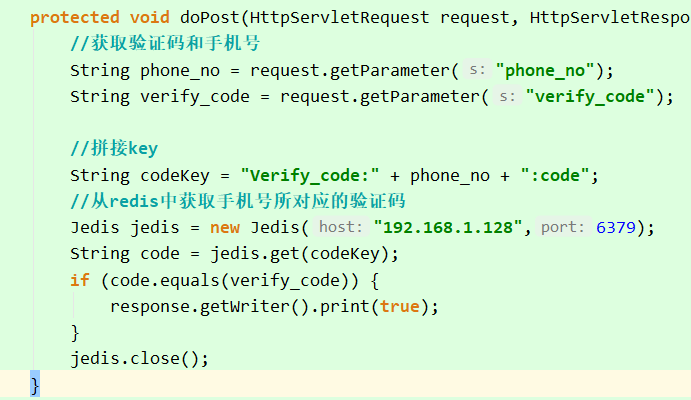 protected void doPost(HttpServletRequest request, HttpServletRespo
//获取验证码和手机号
String phone_no = request.getParameter( s: "phone_no");
String verify_code = request.getParameter( s: "verify_code");
//拼接key
String codeKey = "Verify_code:" + phone_no + ":code";
//从redis中获取手机号所对应的验证码
Jedis jedis = new Jedis( host: "192.168.1.128", port: 6379);
String code = jedis.get(codeKey);
if (code.equals(verify_code)) {
response.getWriter().print(true);
}
jedis.close();
}